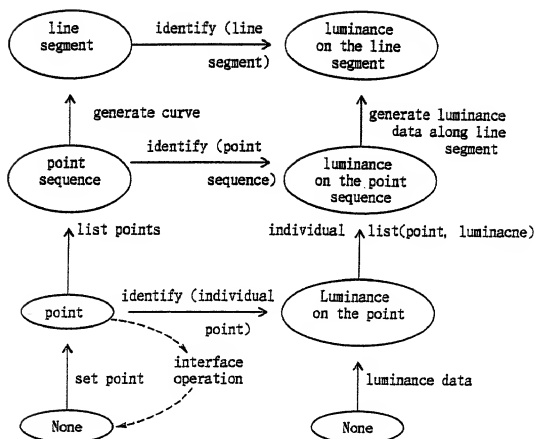 line
segment
identify (line
segment)
luminance
on the line
segment
generate curve
generate luminance
data along line
segment
point
sequence
identify (point
sequence)
luminance
on the point
sequence
list points
individual list(point, luminacne)
point
identify (individual
point)
Luminance
on the point
interface
operation
set point
luminance data
None
None